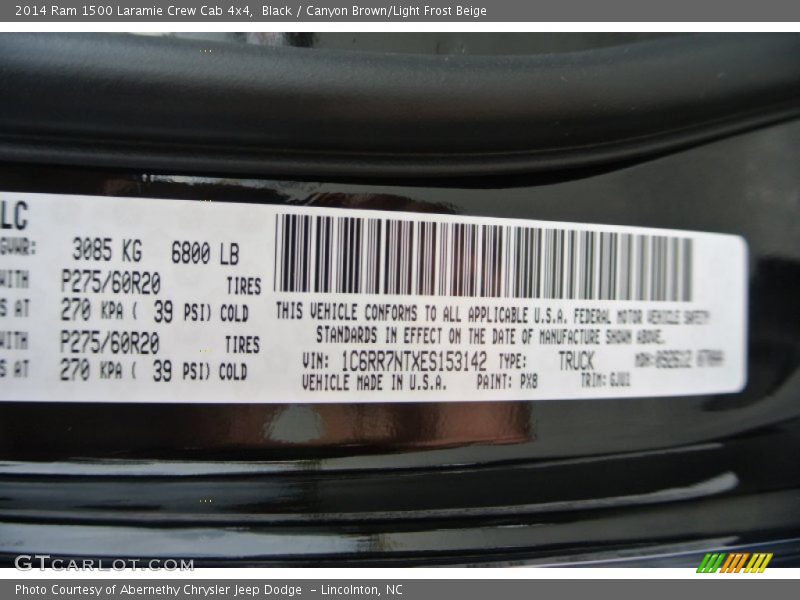 2014 Ram 1500 Laramie Crew Cab 4x4, Black / Canyon Brown/Light Frost Beige
LC
GVWR: 3085 KG 6800 LB
WITH P275/60R20 TIRES
S AT 270 KPA ( 39 PSI) COLD
WITH P275/60R20 TIRES
S AT 270 KPA ( 39 PSI) COLD
THIS VEHICLE CONFORMS TO ALL APPLICABLE U.S.A. FEDERAL MOTOR VEHICLE SAFETY
STANDARDS IN EFFECT ON THE DATE OF MANUFACTURE SHOWN ABOVE.
VIN: 1C6RR7NTXES153142 TYPE: TRUCK MDH:
VEHICLE MADE IN U.S.A. PAINT: PX8 TRIM:
GTCARLOT.COM
Photo Courtesy of Abernethy Chrysler Jeep Dodge - Lincolnton, NC